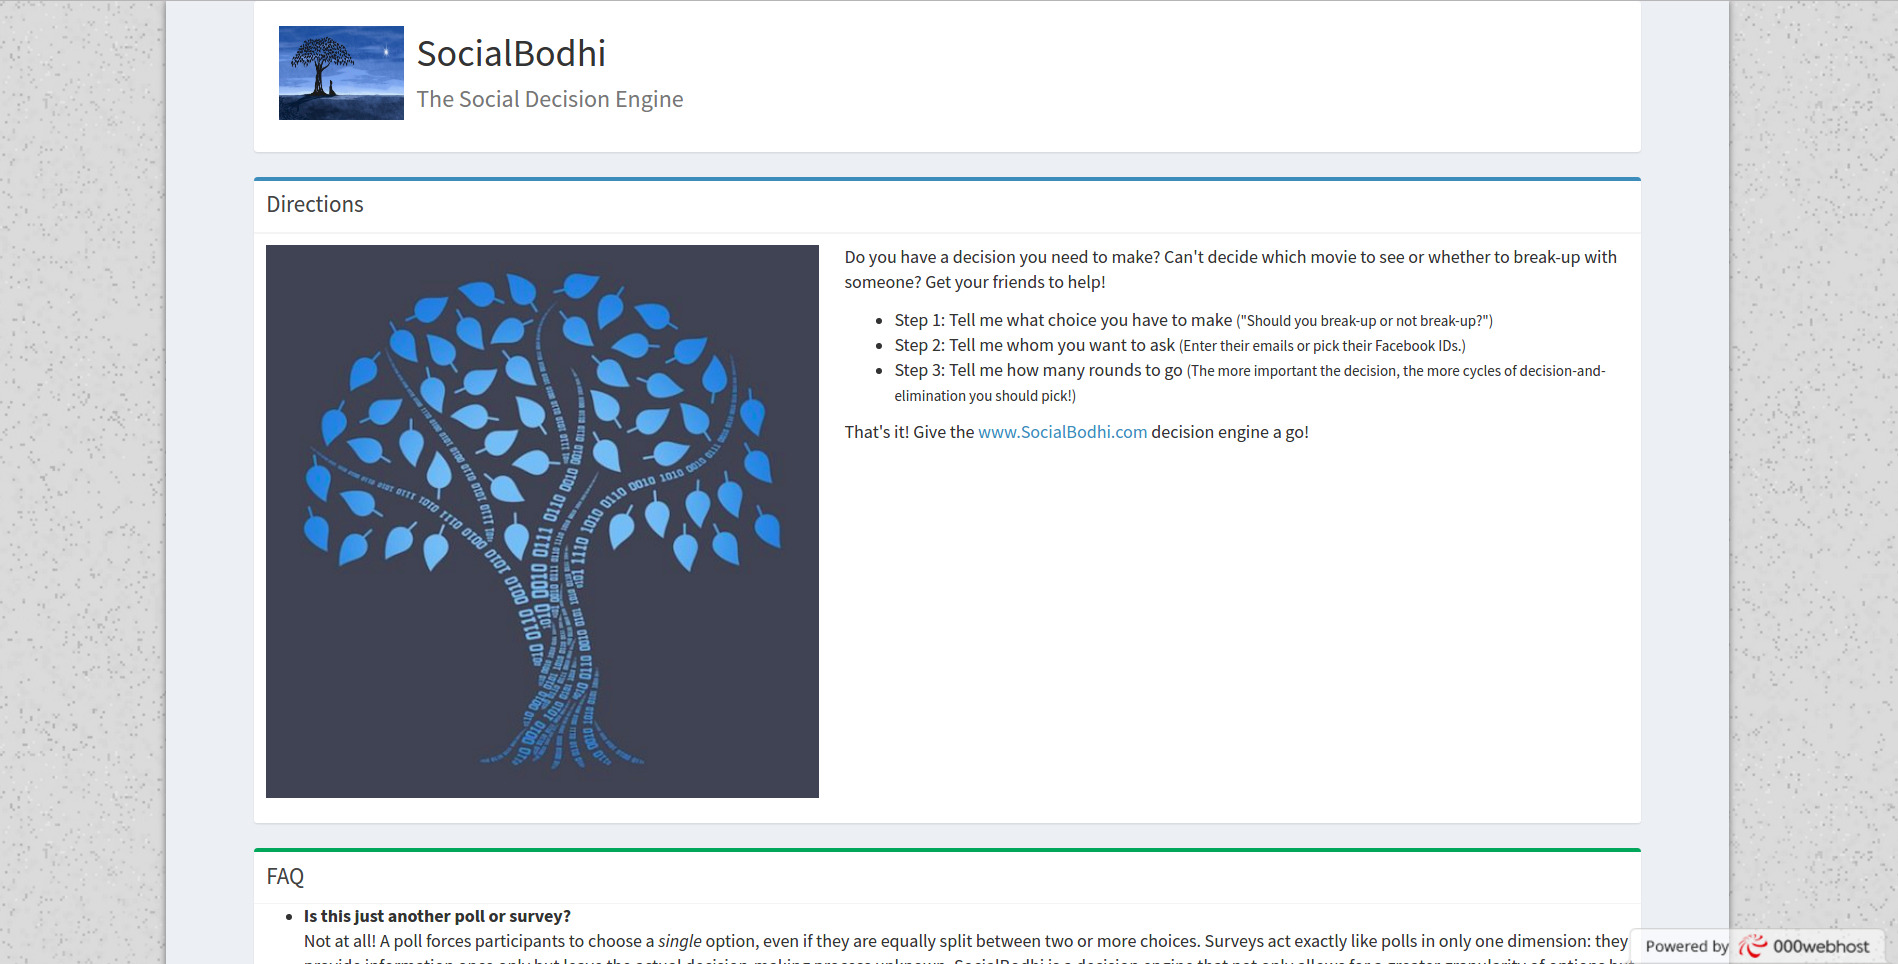 SocialBodhi
The Social Decision Engine
Directions
Do you have a decision you need to make? Can't decide which movie to see or whether to break-up with
someone? Get your friends to help!
Step 1: Tell me what choice you have to make ("Should you break-up or not break-up?")
Step 2: Tell me whom you want to ask (Enter their emails or pick their Facebook IDs.)
Step 3: Tell me how many rounds to go (The more important the decision, the more cycles of decision-and-
elimination you should pick!)
That's it! Give the www.SocialBodhi.com decision engine a go!
FAQ
Is this just another poll or survey?
Not at all! A poll forces participants to choose a single option, even if they are equally split between two or more choices. Surveys act exactly like polls in only one dimension: they
Powered by 000webhost